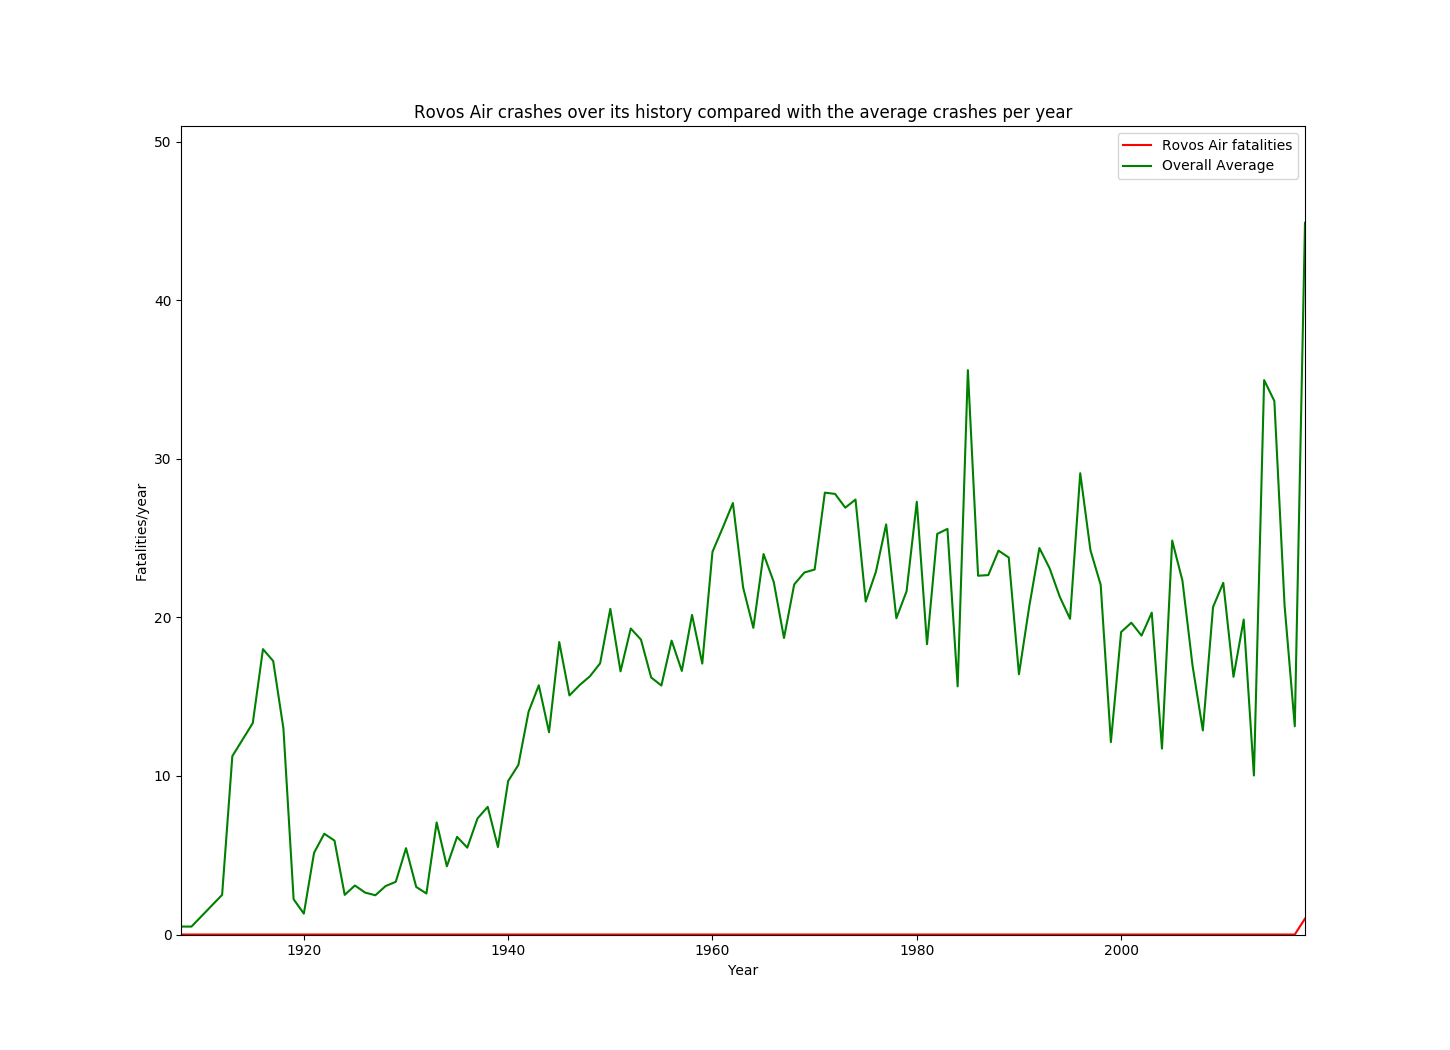 Rovos Air crashes over its history compared with the average crashes per year
Rovos Air fatalities
Overall Average
50
40
30
20
10
0
Fatalities/year
1920 1940 1960 1980 2000
Year